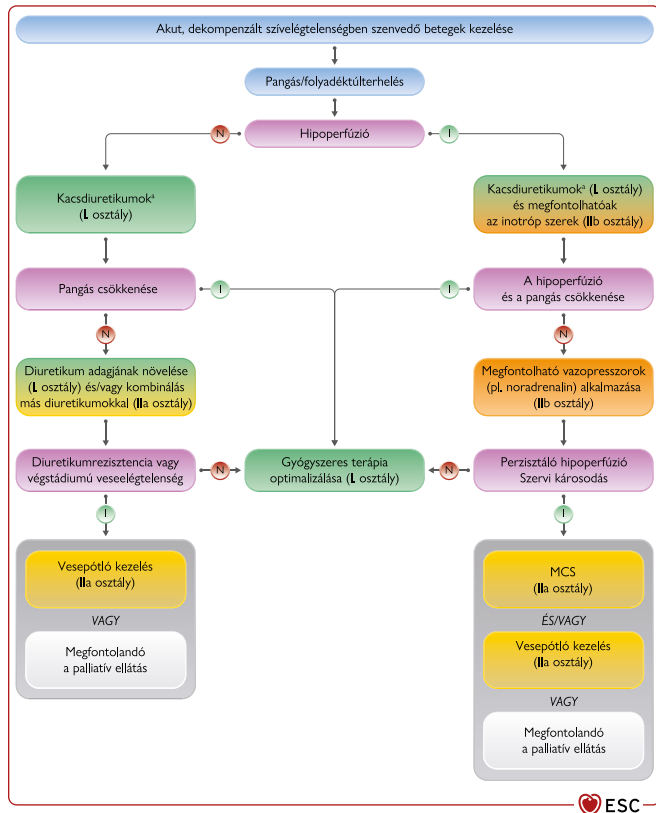 Akut, dekompenzált szívelégtelenségben szenvedő betegek kezelése
Pangás/folyadéktúlterhelés
N
Hipoperfúzió
I
Kacsdiuretikumokᵃ
(I. osztály)
Kacsdiuretikumokᵃ (I. osztály)
és megfontolhatóak
az inotróp szerek (IIb osztály)
Pangás csökkenése
I
I
A hipoperfúzió
és a pangás csökkenése
N
N
Diuretikum adagjának növelése
(I. osztály) és/vagy kombinálás
más diuretikumokkal (IIa osztály)
Megfontolható vazopresszorok
(pl. noradrenalin) alkalmazása
(IIb osztály)
Diuretikumrezisztencia vagy
végstádiumú veseelégtelenség
N
Gyógyszeres terápia
optimalizálása (I. osztály)
N
Perzisztáló hipoperfúzió
Szervi károsodás
I
I
Vesepótló kezelés
(IIa osztály)
VAGY
Megfontolandó
a palliatív ellátás
MCS
(IIa osztály)
ÉS/VAGY
Vesepótló kezelés
(IIa osztály)
VAGY
Megfontolandó
a palliatív ellátás
ESC